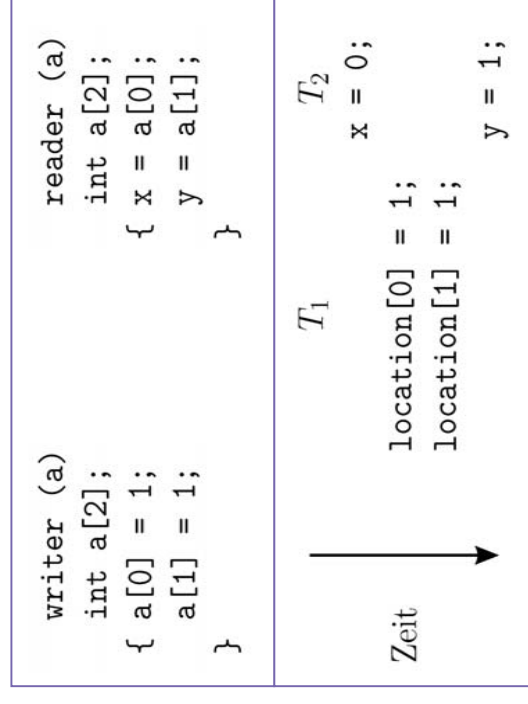 writer (a) reader (a)
int a[2]; int a[2];
{ a[0] = 1; { x = a[0];
a[1] = 1; y = a[1];
} }
T₁ T₂
x = 0;
Zeit location[0] = 1;
location[1] = 1;
y = 1;